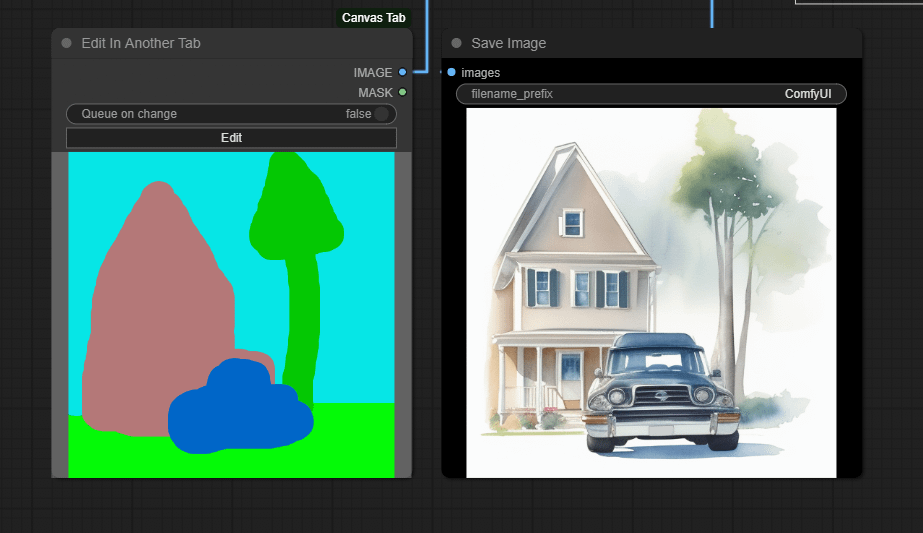 Canvas Tab
Edit In Another Tab
IMAGE
MASK
Queue on change false
Edit
Save Image
images
filename_prefix ComfyUI